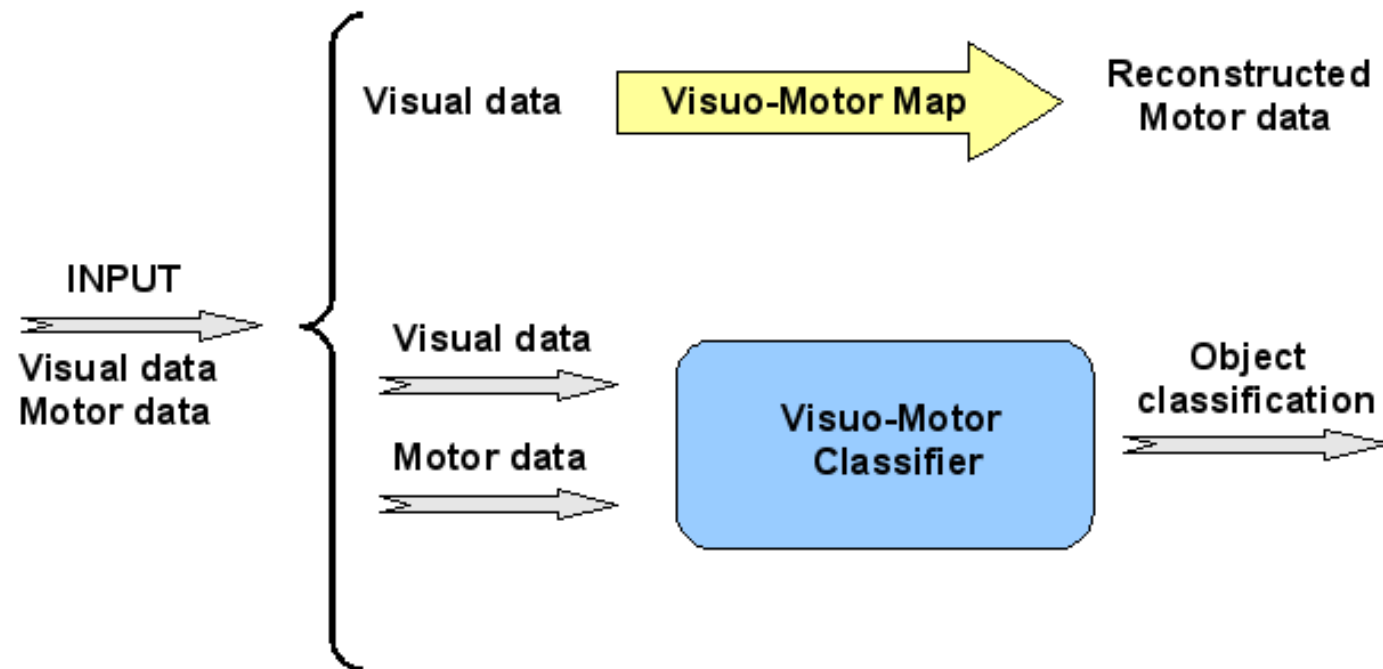 INPUT
Visual data
Motor data
Visual data
Visuo-Motor Map
Reconstructed
Motor data
Visual data
Motor data
Visuo-Motor
Classifier
Object
classification